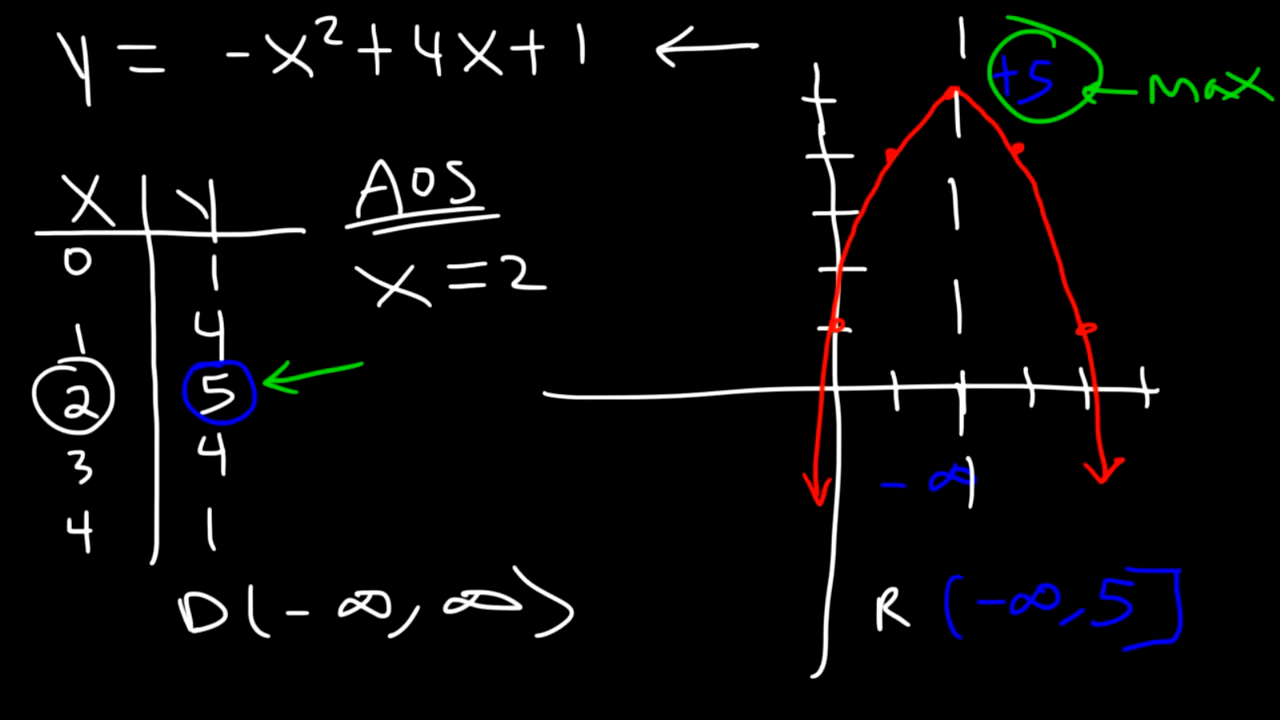 y = -x² + 4x + 1 ←
+5 ← Max
X Y
0 1
1 4
2 5 ←
3 4
4 1
AOS
x = 2
-∞
D(-∞, ∞)
R (-∞, 5]